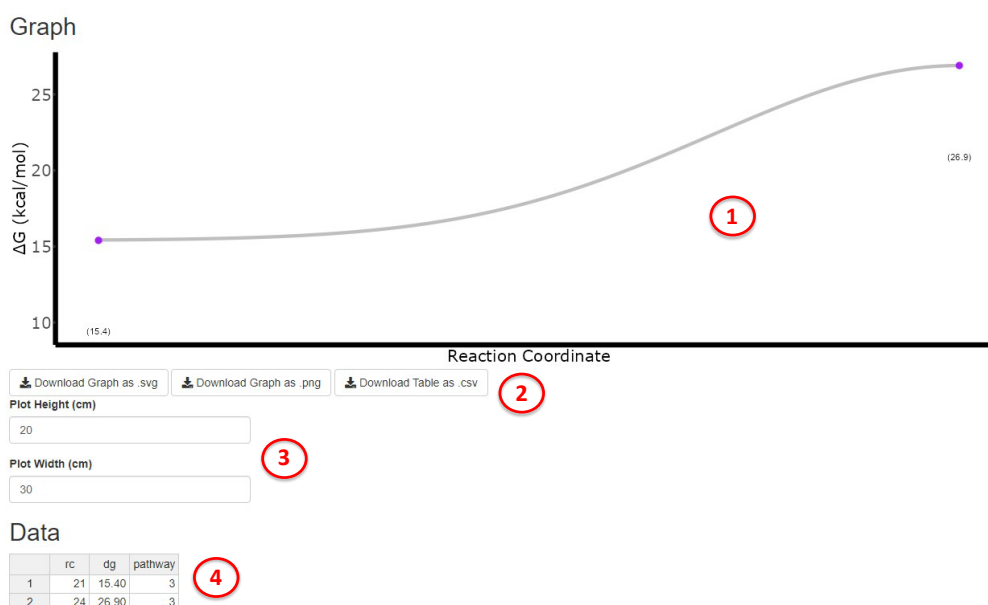 Graph
25
20
15
10
ΔG (kcal/mol)
(26.9)
1
(15.4)
Reaction Coordinate
Download Graph as .svg Download Graph as .png Download Table as .csv
2
Plot Height (cm)
20
3
Plot Width (cm)
30
Data
rc dg pathway
1 21 15.40 3
4
2 24 26.90 3